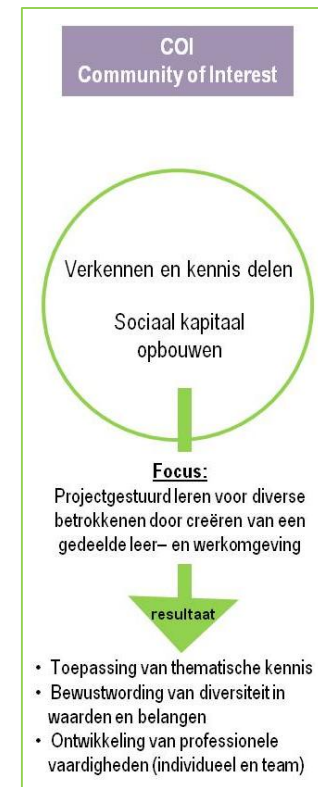 COI
Community of Interest
Verkennen en kennis delen
Sociaal kapitaal
opbouwen
Focus:
Projectgestuurd leren voor diverse
betrokkenen door creëren van een
gedeelde leer– en werkomgeving
resultaat
• Toepassing van thematische kennis
• Bewustwording van diversiteit in
waarden en belangen
• Ontwikkeling van professionele
vaardigheden (individueel en team)